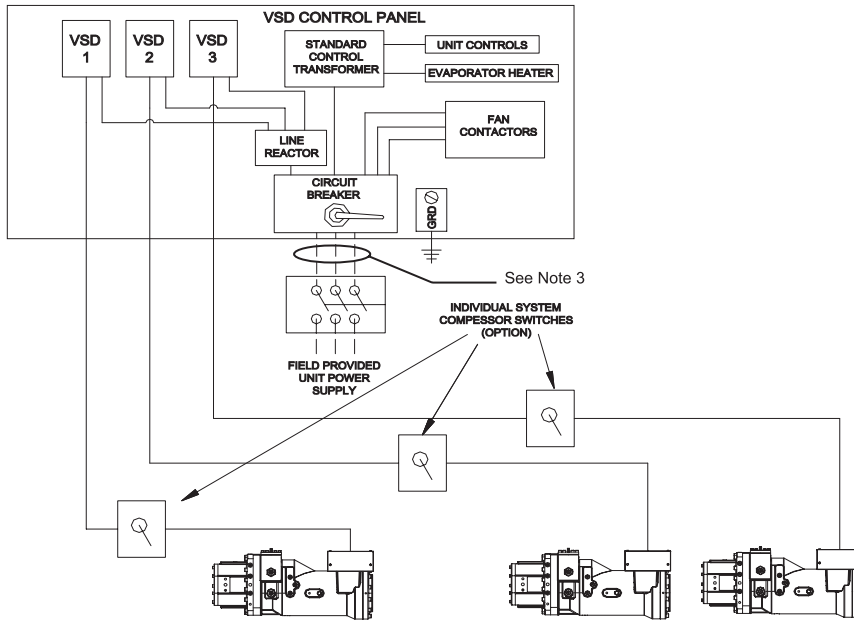 VSD CONTROL PANEL
VSD
1
VSD
2
VSD
3
STANDARD
CONTROL
TRANSFORMER
UNIT CONTROLS
EVAPORATOR HEATER
FAN
CONTACTORS
LINE
REACTOR
CIRCUIT
BREAKER
GRD
See Note 3
INDIVIDUAL SYSTEM
COMPESSOR SWITCHES
(OPTION)
FIELD PROVIDED
UNIT POWER
SUPPLY